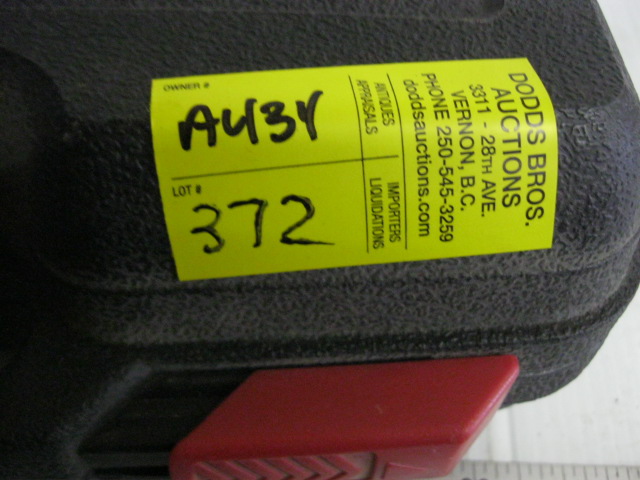 OWNER #
A434
LOT #
372
ANTIQUES
APPRAISALS
IMPORTERS
LIQUIDATIONS
DODDS BROS.
AUCTIONS
3311 - 28TH AVE.
VERNON, B.C.
PHONE 250-545-3259
doddsauctions.com